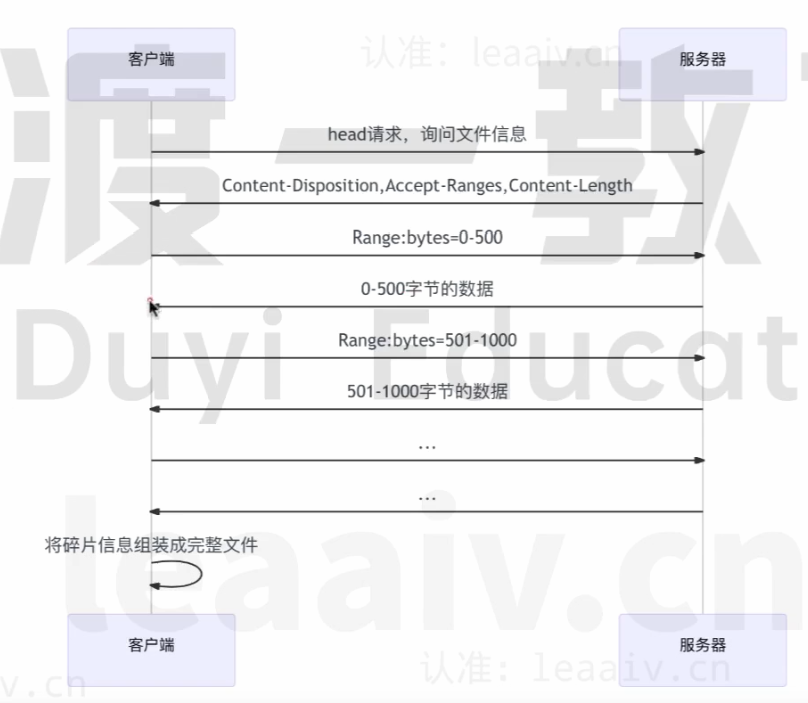 认准：leaaiv.cn
客户端
服务器
渡一教
head请求，询问文件信息
Content-Disposition,Accept-Ranges,Content-Length
Range:bytes=0-500
0-500字节的数据
Duyi Educat
Range:bytes=501-1000
501-1000字节的数据
...
...
leaaiv.cn
将碎片信息组装成完整文件
客户端
服务器
认准：leaaiv.cn
v.cn